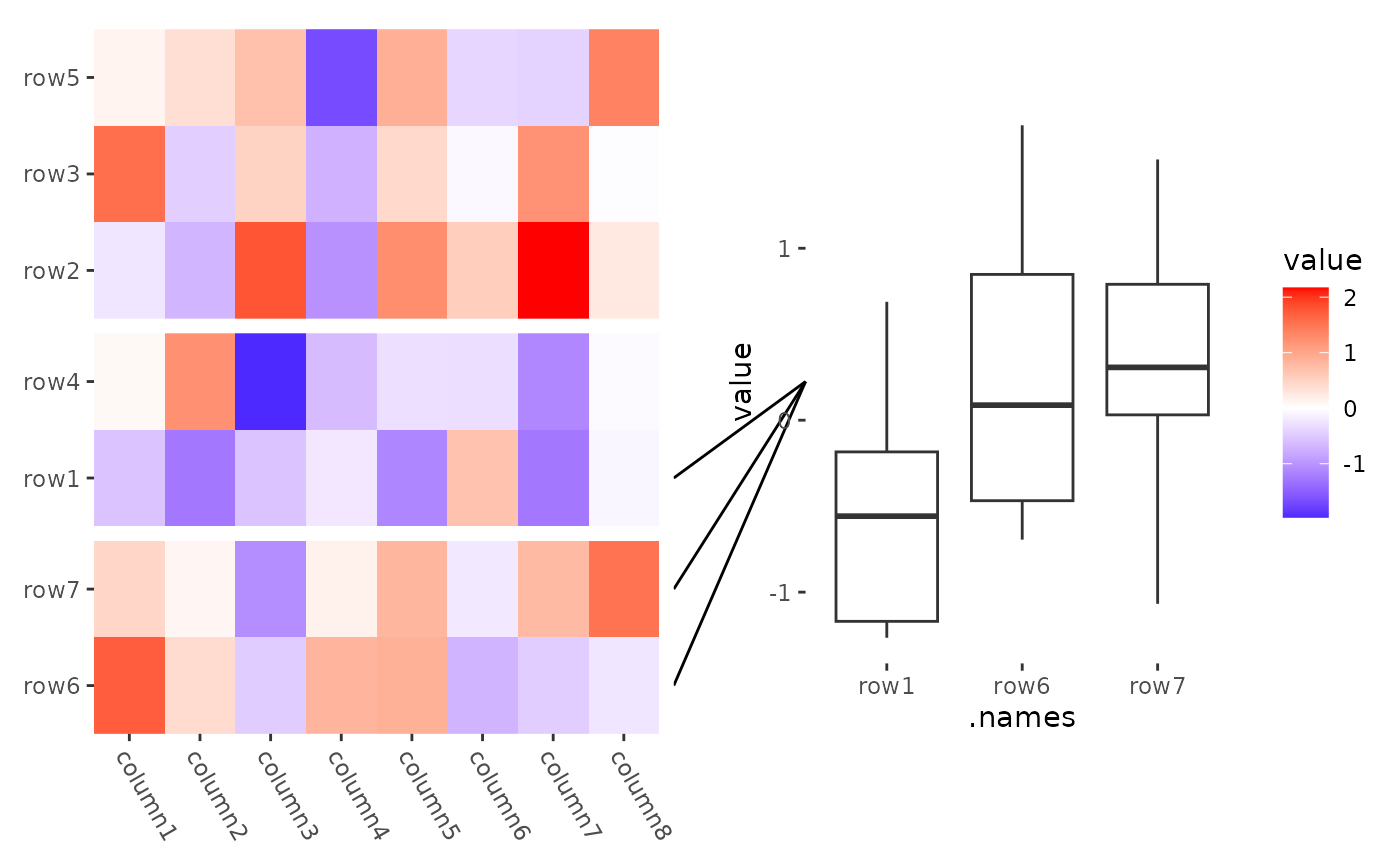 row5
row3
row2
row4
row1
row7
row6
column1
column2
column3
column4
column5
column6
column7
column8
value
1
0
-1
row1
row6
row7
.names
value
2
1
0
-1